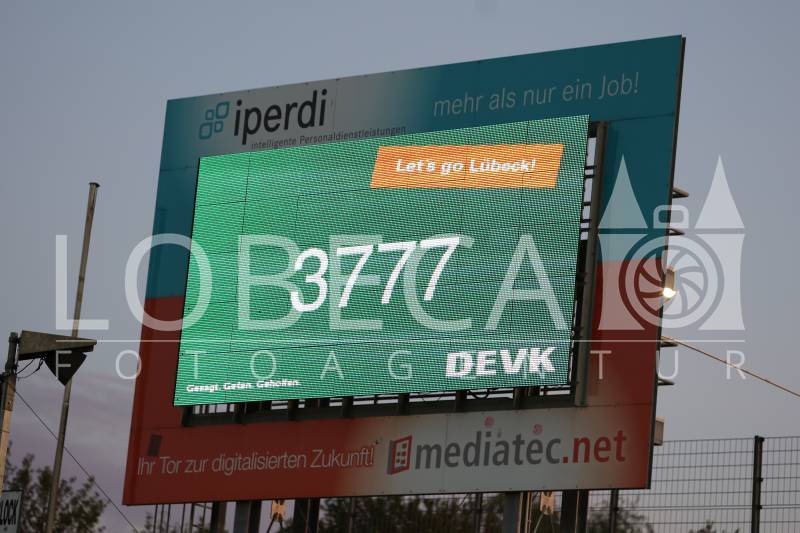 iperdi
intelligente Personaldienstleistungen
mehr als nur ein Job!
Let's go Lübeck!
3777
LOBECA
FOTOAGENTUR
DEVK
Gesagt. Getan. Geholfen.
Ihr Tor zur digitalisierten Zukunft!
mediatec.net
LOCK